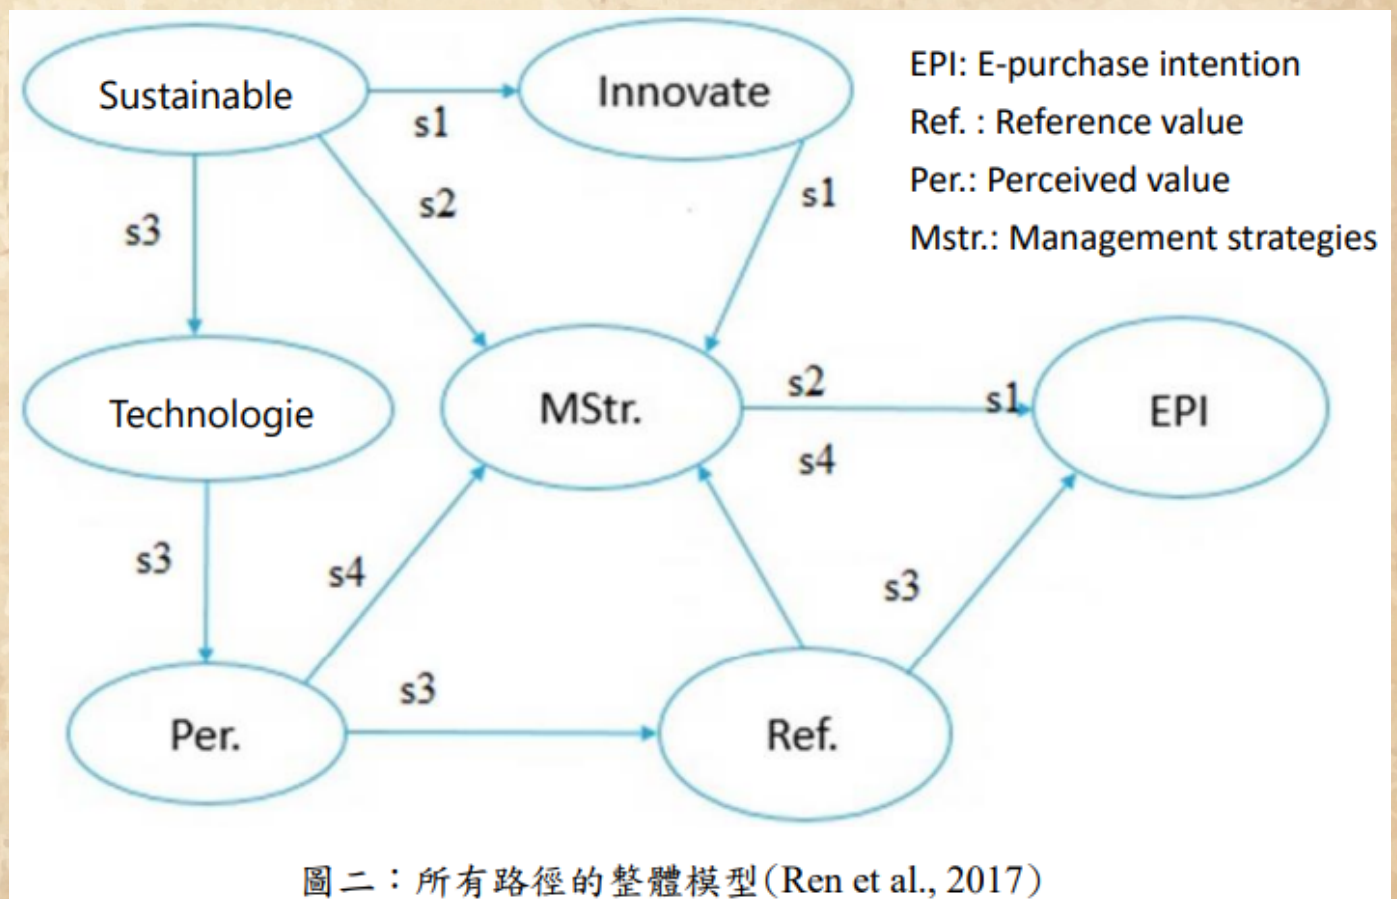 Sustainable
Innovate
EPI: E-purchase intention
Ref. : Reference value
Per.: Perceived value
Mstr.: Management strategies
s1
s2
s1
s3
Technologie
MStr.
s2
s1
EPI
s4
s3
s4
s3
s3
Per.
Ref.
圖二：所有路徑的整體模型(Ren et al., 2017)